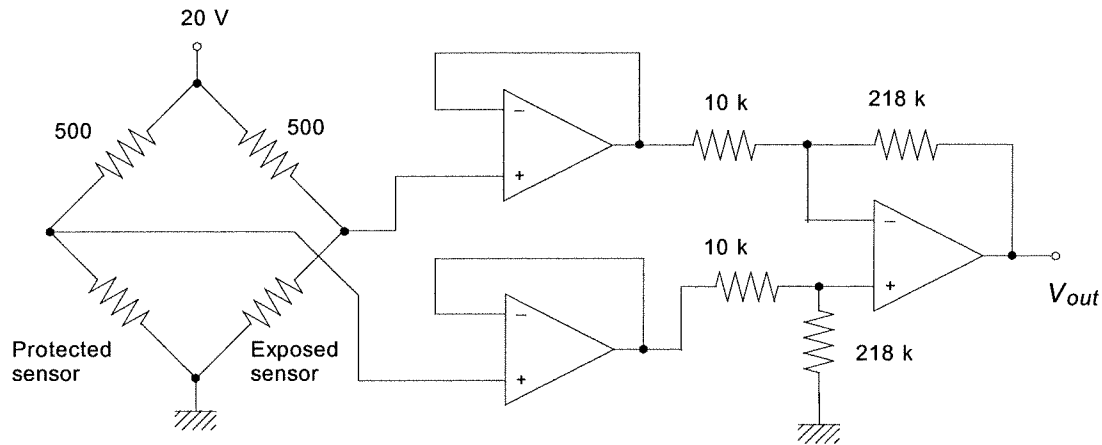 20 V
500
500
Protected
sensor
Exposed
sensor
−
+
−
+
10 k
218 k
10 k
218 k
−
+
Vout